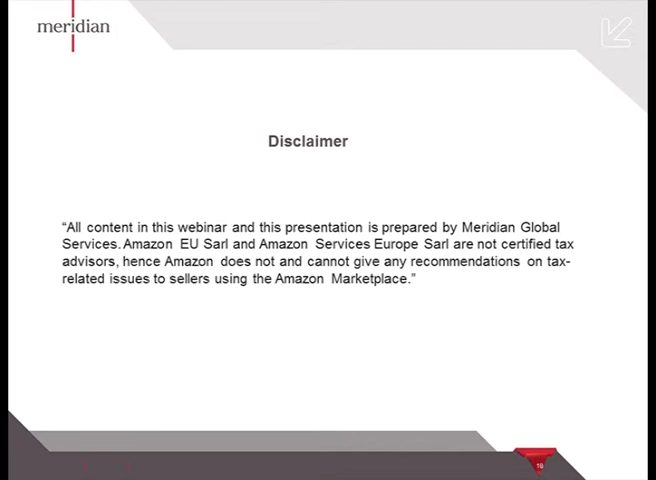 meridian
Disclaimer
“All content in this webinar and this presentation is prepared by Meridian Global
Services. Amazon EU Sarl and Amazon Services Europe Sarl are not certified tax
advisors, hence Amazon does not and cannot give any recommendations on tax-
related issues to sellers using the Amazon Marketplace.”